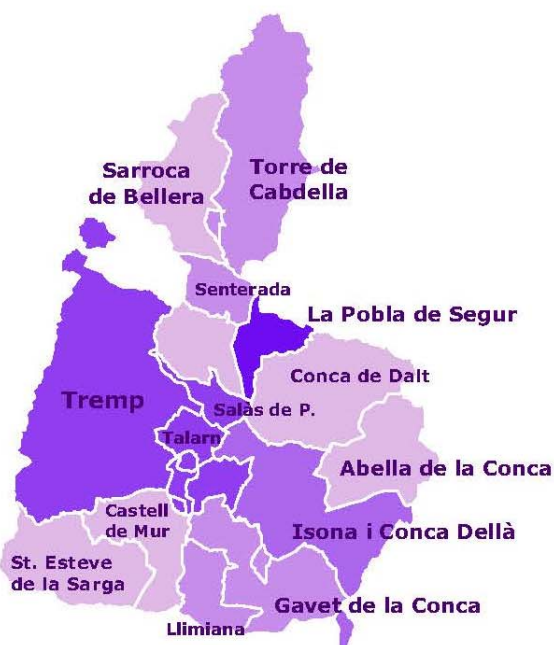 Sarroca
de Bellera
Torre de
Cabdella
Senterada
La Pobla de Segur
Conca de Dalt
Tremp
Salàs de P.
Talarn
Abella de la Conca
Castell
de Mur
Isona i Conca Dellà
St. Esteve
de la Sarga
Gavet de la Conca
Llimiana